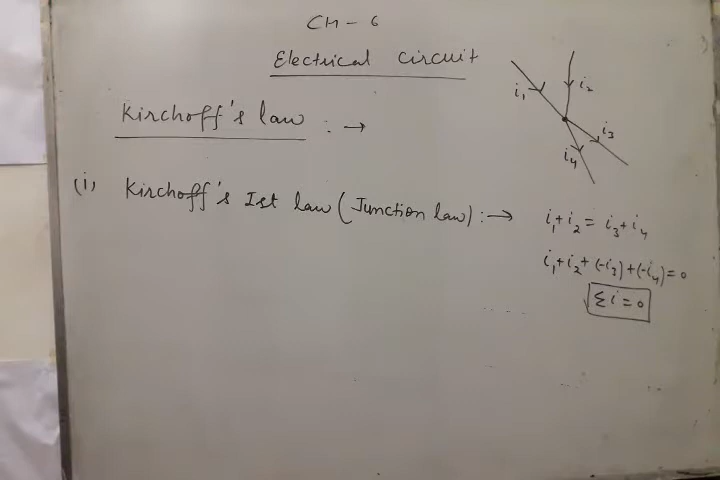 CH - 6
Electrical circuit
Kirchoff's law : →
(i) Kirchoff's Ist law (Junction law) : →
i₁
i₂
i₃
i₄
i₁ + i₂ = i₃ + i₄
i₁ + i₂ + (-i₃) + (-i₄) = 0
Σi = 0